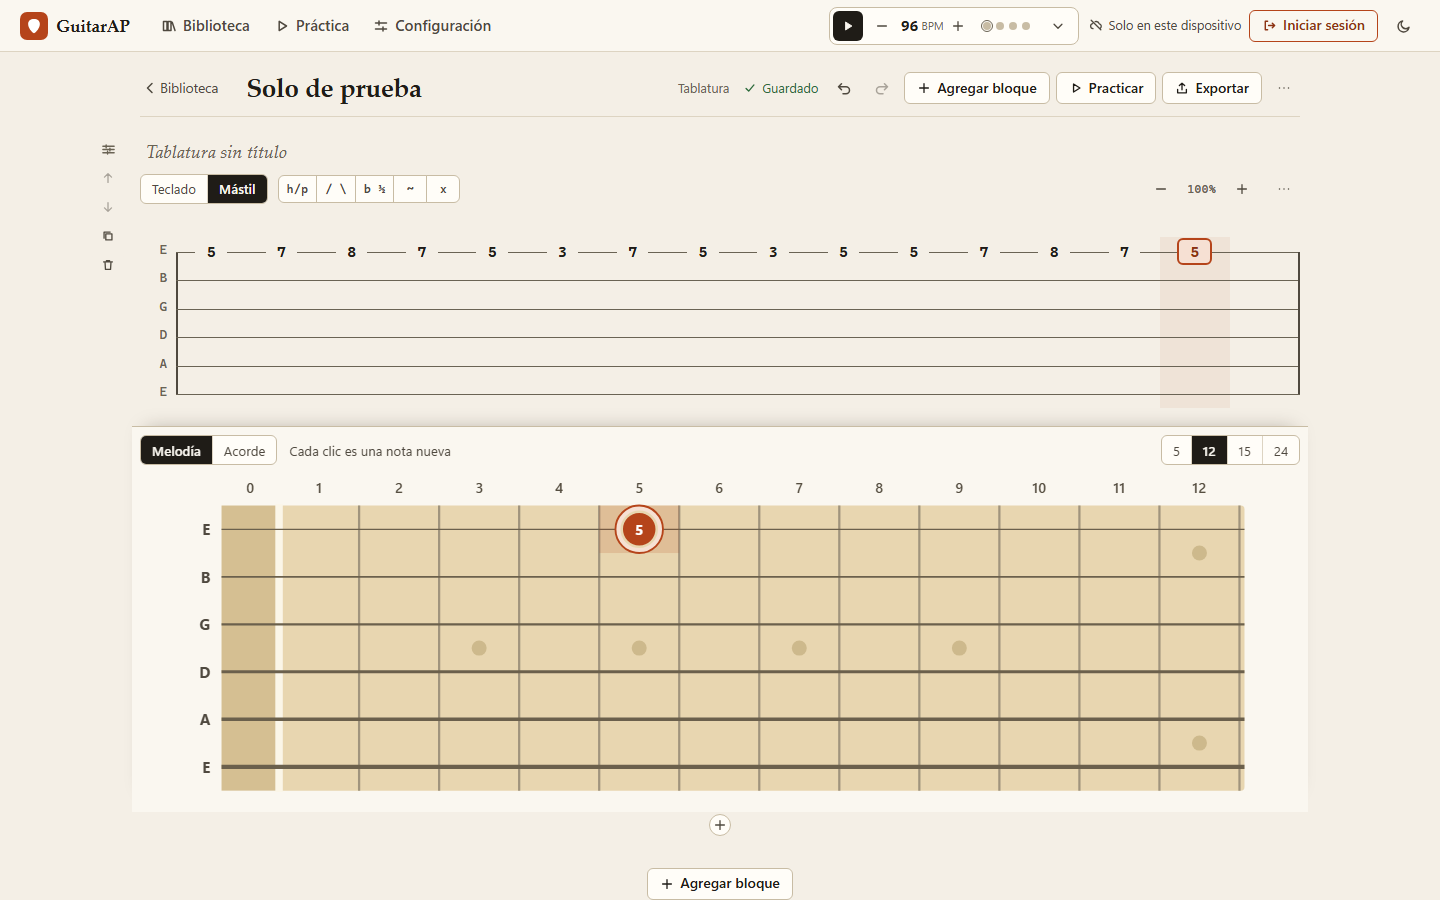 GuitarAP Biblioteca Práctica Configuración 96 BPM Solo en este dispositivo Iniciar sesión
Biblioteca Solo de prueba Tablatura Guardado Agregar bloque Practicar Exportar ...
Tablatura sin título
Teclado Mástil h/p / \ b ½ ~ x 100% ...
E 5 7 8 7 5 3 7 5 3 5 5 7 8 7 5
B
G
D
A
E
Melodía Acorde Cada clic es una nota nueva 5 12 15 24
0 1 2 3 4 5 6 7 8 9 10 11 12
E 5
B
G
D
A
E
Agregar bloque